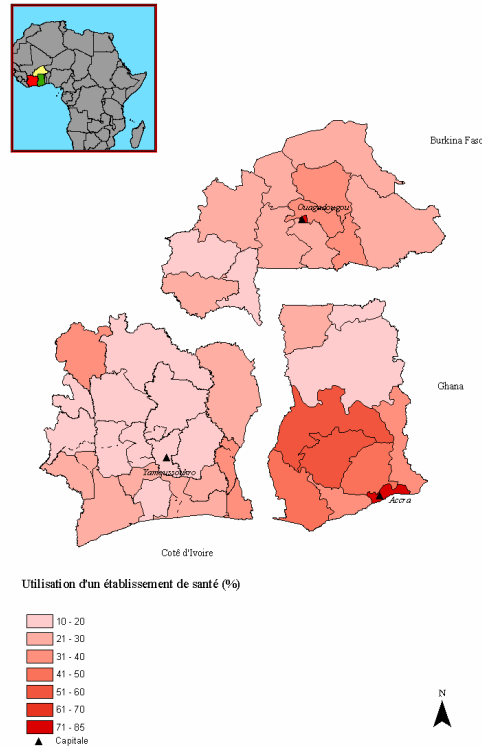 Burkina Faso
Ouagadougou
Ghana
Yamoussoukro
Accra
Coté d'Ivoire
Utilisation d'un établissement de santé (%)
10 - 20
21 - 30
31 - 40
41 - 50
51 - 60
61 - 70
71 - 85
Capitale
N